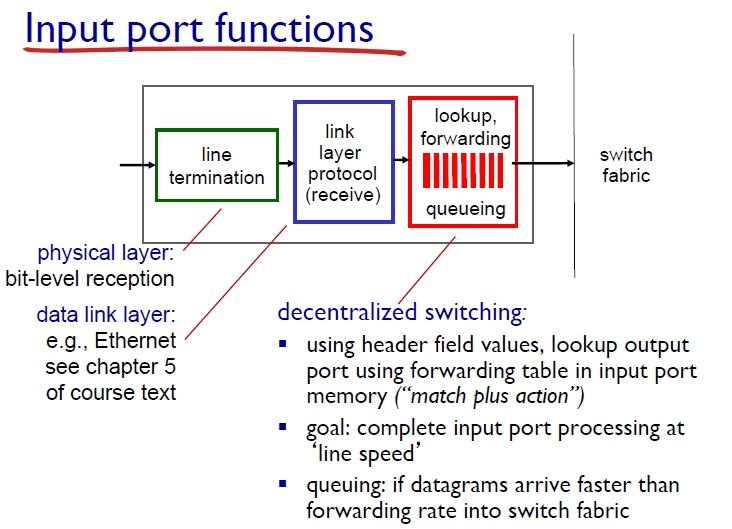 Input port functions
line
termination
link
layer
protocol
(receive)
lookup,
forwarding
queueing
switch
fabric
physical layer:
bit-level reception
data link layer:
e.g., Ethernet
see chapter 5
of course text
decentralized switching:
▪ using header field values, lookup output
port using forwarding table in input port
memory (“match plus action”)
▪ goal: complete input port processing at
‘line speed’
▪ queuing: if datagrams arrive faster than
forwarding rate into switch fabric